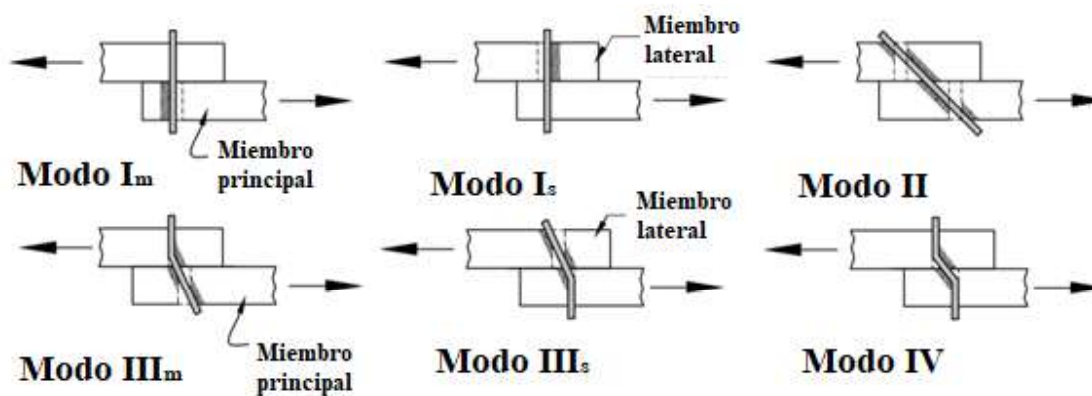 Miembro
lateral
Miembro
principal
Modo Im
Modo Is
Modo II
Miembro
lateral
Miembro
principal
Modo IIIm
Modo IIIs
Modo IV